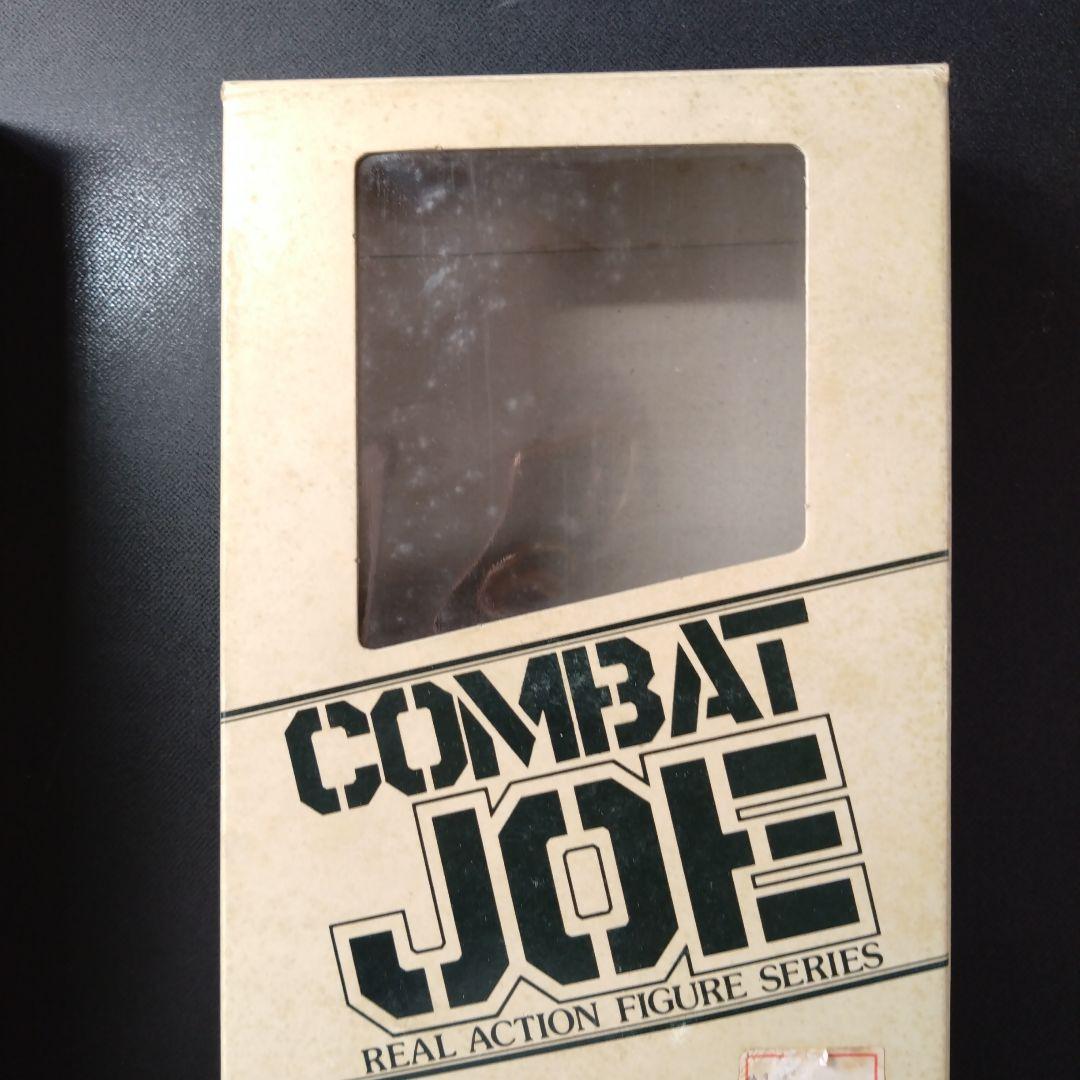 COMBAT
JOE
REAL ACTION FIGURE SERIES